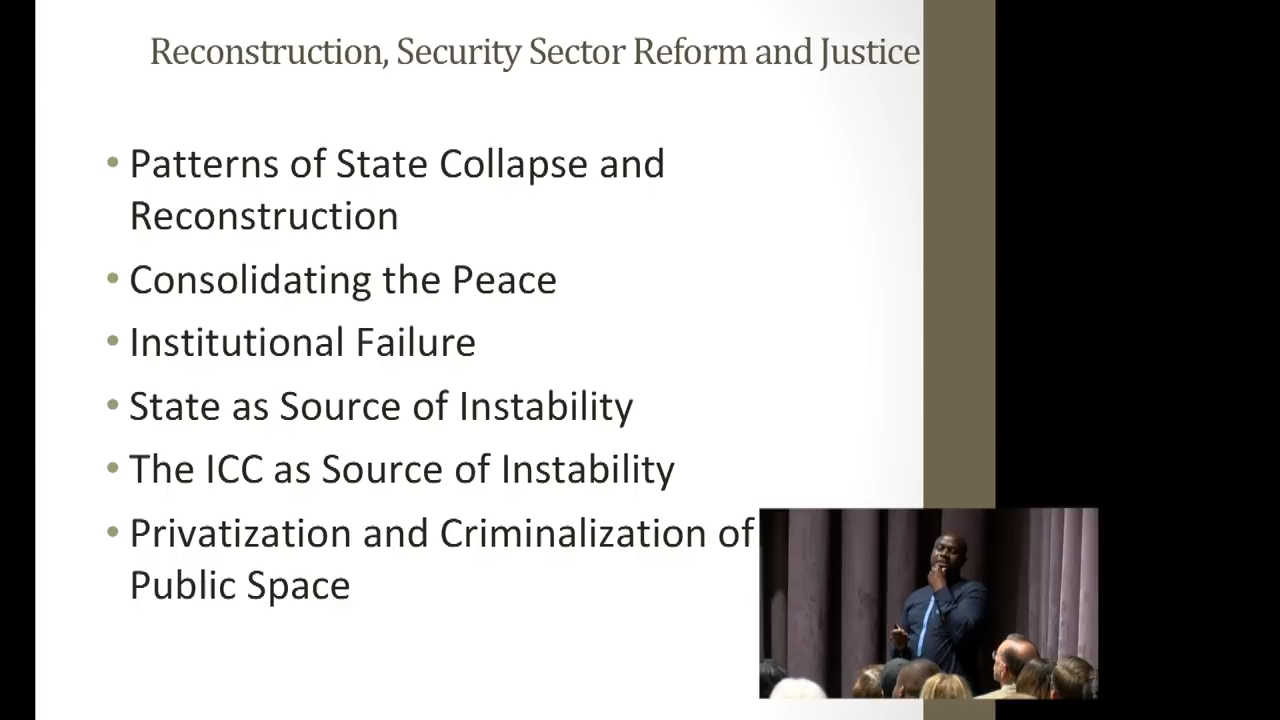 Reconstruction, Security Sector Reform and Justice
• Patterns of State Collapse and
Reconstruction
• Consolidating the Peace
• Institutional Failure
• State as Source of Instability
• The ICC as Source of Instability
• Privatization and Criminalization of
Public Space